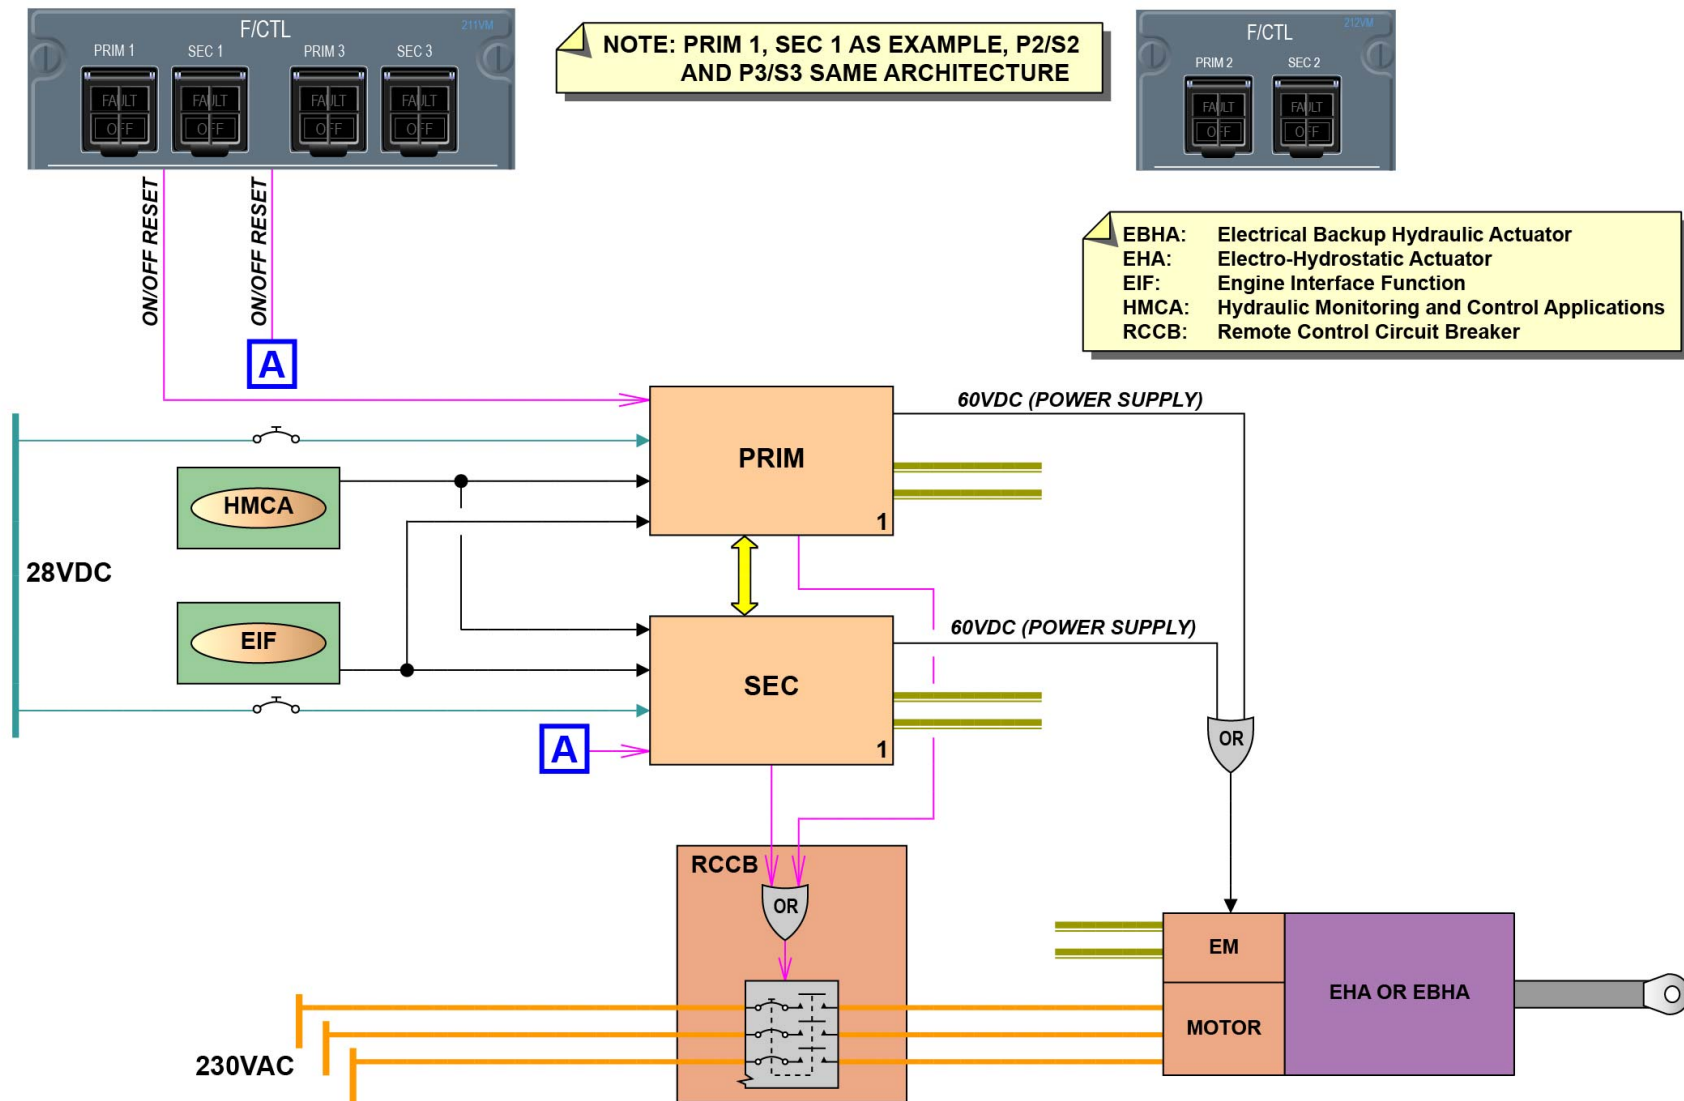 F/CTL
211VM
PRIM 1
SEC 1
PRIM 3
SEC 3
FAULT
FAULT
FAULT
FAULT
OFF
OFF
OFF
OFF
NOTE: PRIM 1, SEC 1 AS EXAMPLE, P2/S2
AND P3/S3 SAME ARCHITECTURE
212VM
F/CTL
PRIM 2
SEC 2
FAULT
FAULT
OFF
OFF
ON/OFF RESET
ON/OFF RESET
A
EBHA: Electrical Backup Hydraulic Actuator
EHA: Electro-Hydrostatic Actuator
EIF: Engine Interface Function
HMCA: Hydraulic Monitoring and Control Applications
RCCB: Remote Control Circuit Breaker
60VDC (POWER SUPPLY)
PRIM
1
HMCA
28VDC
EIF
60VDC (POWER SUPPLY)
SEC
1
A
OR
RCCB
OR
EM
EHA OR EBHA
MOTOR
230VAC